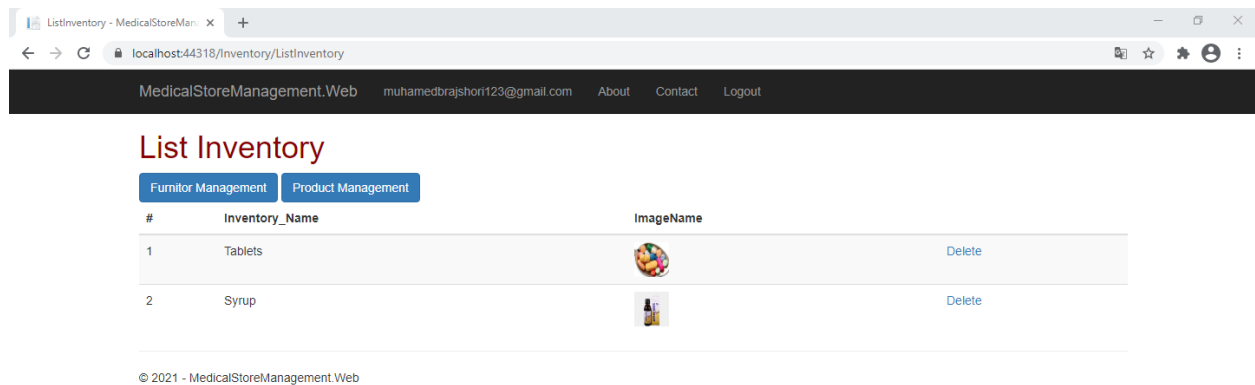 ListInventory - MedicalStoreMan
localhost:44318/Inventory/ListInventory
MedicalStoreManagement.Web muhamedbrajshori123@gmail.com About Contact Logout
List Inventory
Furnitor Management Product Management
# Inventory_Name ImageName
1 Tablets Delete
2 Syrup Delete
© 2021 - MedicalStoreManagement.Web